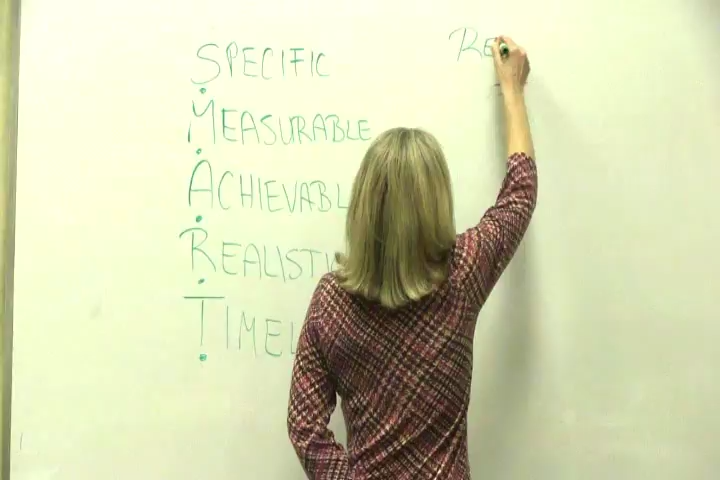 SPECIFIC
MEASURABLE
ACHIEVABL
REALISTI
TIMEL
RE